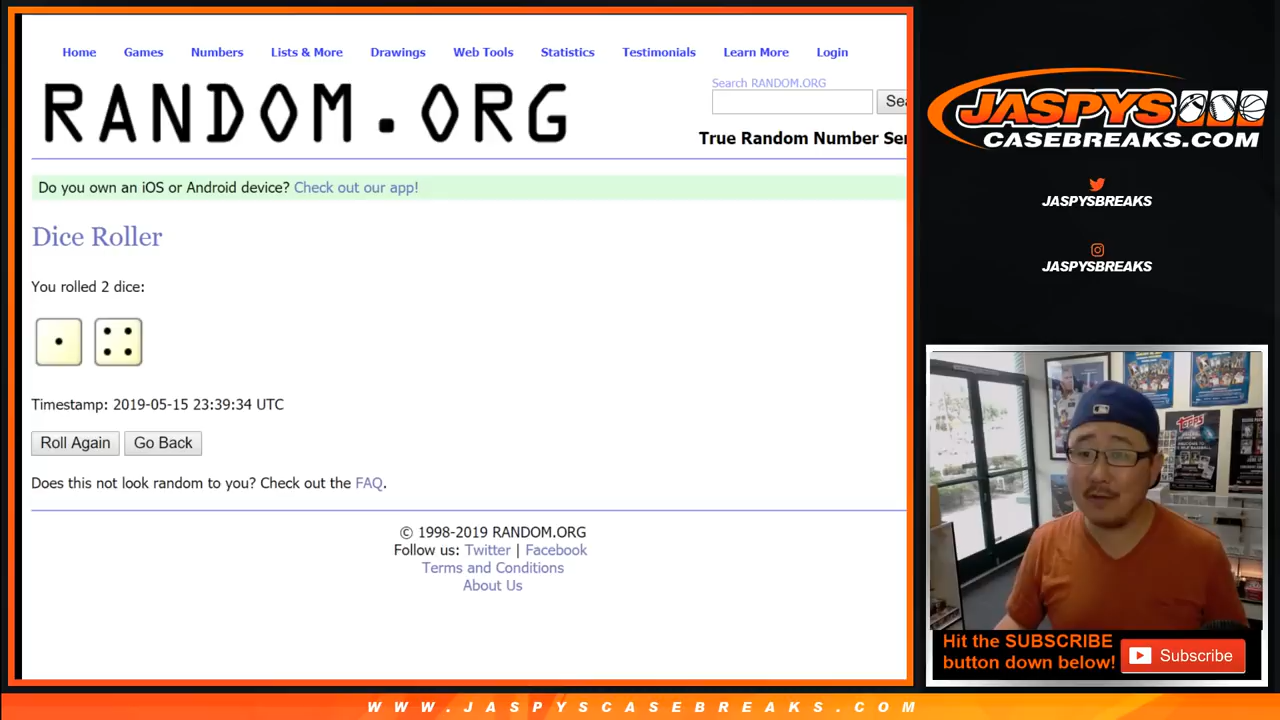 Home Games Numbers Lists & More Drawings Web Tools Statistics Testimonials Learn More Login
RANDOM.ORG
Search RANDOM.ORG
Sea
True Random Number Ser
Do you own an iOS or Android device? Check out our app!
Dice Roller
You rolled 2 dice:
Timestamp: 2019-05-15 23:39:34 UTC
Roll Again Go Back
Does this not look random to you? Check out the FAQ.
© 1998-2019 RANDOM.ORG
Follow us: Twitter | Facebook
Terms and Conditions
About Us
JASPYS
CASEBREAKS.COM
JASPYSBREAKS
JASPYSBREAKS
TOPPS
Hit the SUBSCRIBE
button down below!
Subscribe
WWW.JASPYSCASEBREAKS.COM